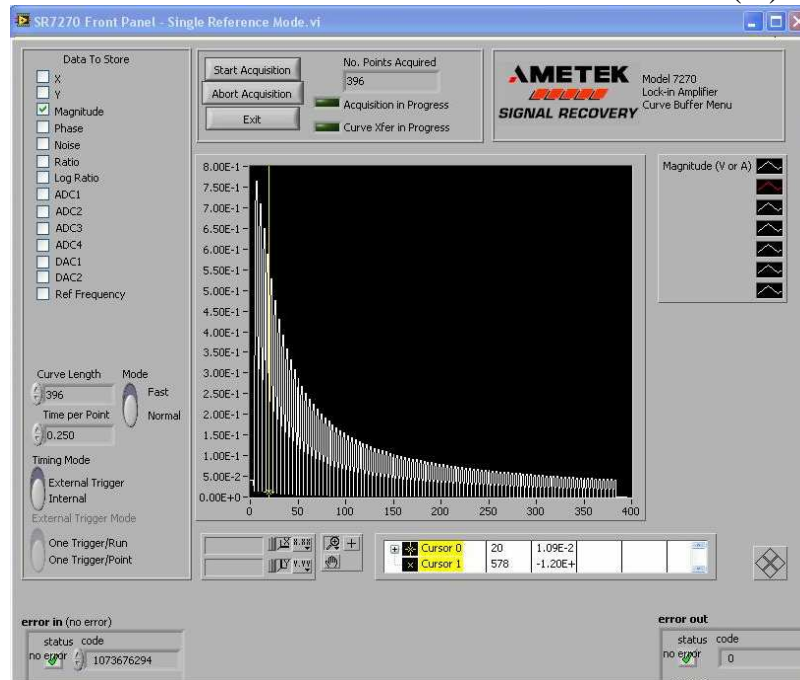 SR7270 Front Panel - Single Reference Mode.vi
Data To Store
X
Y
Magnitude
Phase
Noise
Ratio
Log Ratio
ADC1
ADC2
ADC3
ADC4
DAC1
DAC2
Ref Frequency
Curve Length
Mode
396
Fast
Time per Point
Normal
0.250
Timing Mode
External Trigger
Internal
External Trigger Mode
One Trigger/Run
One Trigger/Point
Start Acquisition
Abort Acquisition
Exit
No. Points Acquired
396
Acquisition in Progress
Curve Xfer in Progress
AMETEK
SIGNAL RECOVERY
Model 7270
Lock-in Amplifier
Curve Buffer Menu
8.00E-1
7.50E-1
7.00E-1
6.50E-1
6.00E-1
5.50E-1
5.00E-1
4.50E-1
4.00E-1
3.50E-1
3.00E-1
2.50E-1
2.00E-1
1.50E-1
1.00E-1
5.00E-2
0.00E+0
0 50 100 150 200 250 300 350 400
Magnitude (V or A)
Cursor 0 20 1.09E-2
Cursor 1 578 -1.20E+
error in (no error)
status code
no error 1073676294
error out
status code
no error 0